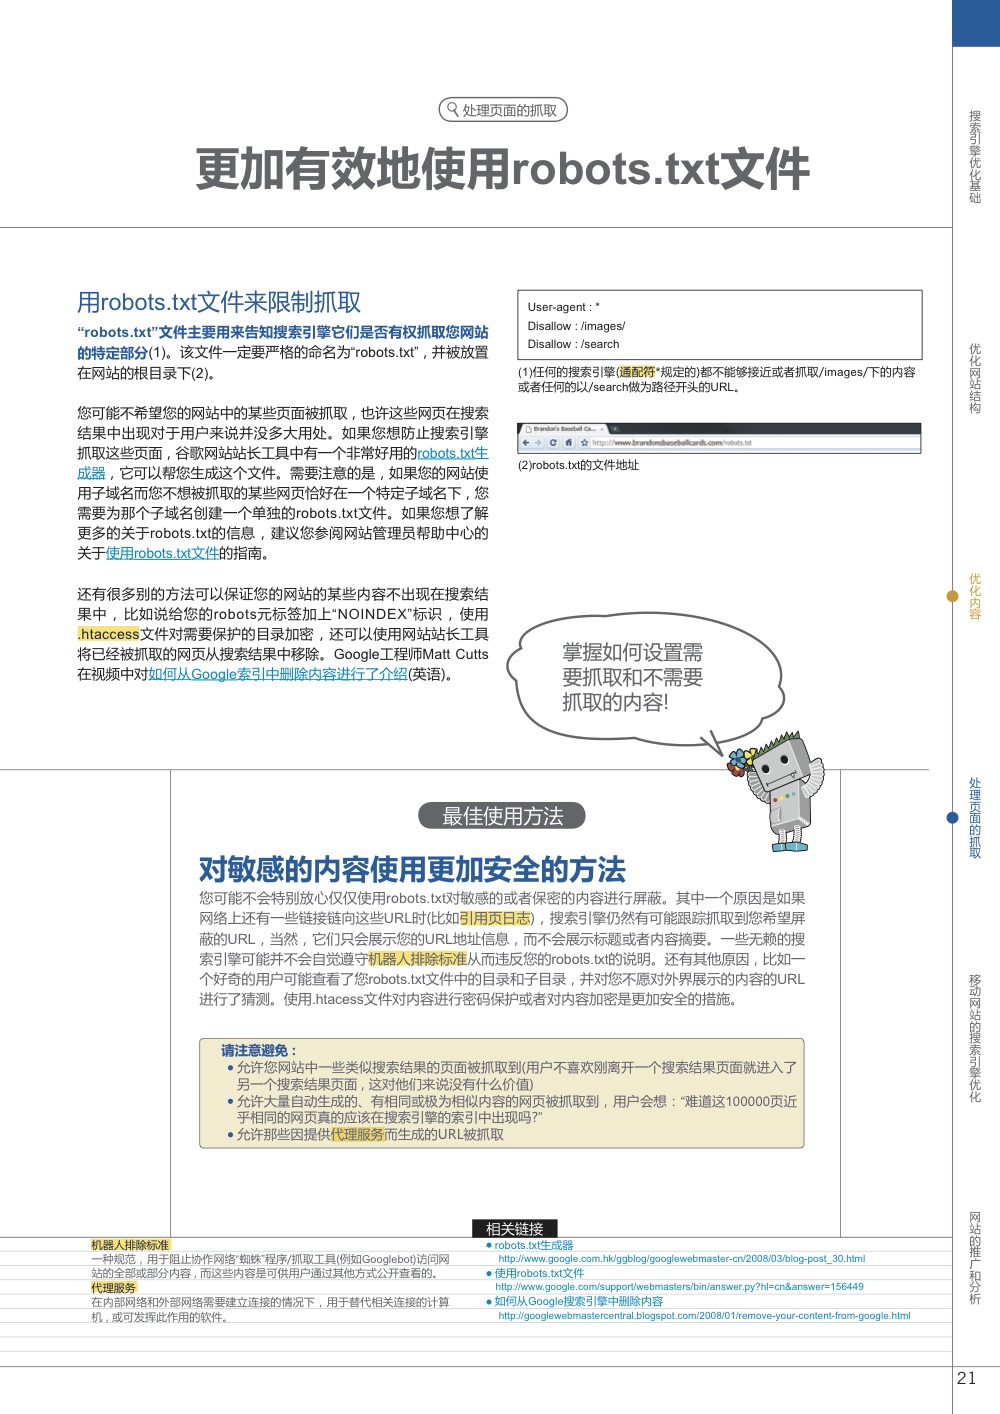 处理页面的抓取
更加有效地使用robots.txt文件
用robots.txt文件来限制抓取
“robots.txt”文件主要用来告知搜索引擎它们是否有权抓取您网站
的特定部分(1)。该文件一定要严格的命名为“robots.txt”，并被放置
在网站的根目录下(2)。
您可能不希望您的网站中的某些页面被抓取，也许这些网页在搜索
结果中出现对于用户来说并没多大用处。如果您想防止搜索引擎
抓取这些页面，谷歌网站站长工具中有一个非常好用的robots.txt生
成器，它可以帮您生成这个文件。需要注意的是，如果您的网站使
用子域名而您不想被抓取的某些网页恰好在一个特定子域名下，您
需要为那个子域名创建一个单独的robots.txt文件。如果您想了解
更多的关于robots.txt的信息，建议您参阅网站管理员帮助中心的
关于使用robots.txt文件的指南。
还有很多别的方法可以保证您的网站的某些内容不出现在搜索结
果中，比如说给您的robots元标签加上“NOINDEX”标识，使用
.htaccess文件对需要保护的目录加密，还可以使用网站站长工具
将已经被抓取的网页从搜索结果中移除。Google工程师Matt Cutts
在视频中对如何从Google索引中删除内容进行了介绍(英语)。
User-agent : *
Disallow : /images/
Disallow : /search
(1)任何的搜索引擎(通配符*规定的)都不能够接近或者抓取/images/下的内容
或者任何的以/search做为路径开头的URL。
Brandon's Baseball Ca...
http://www.brandonsbaseballcards.com/robots.txt
(2)robots.txt的文件地址
掌握如何设置需
要抓取和不需要
抓取的内容!
最佳使用方法
对敏感的内容使用更加安全的方法
您可能不会特别放心仅仅使用robots.txt对敏感的或者保密的内容进行屏蔽。其中一个原因是如果
网络上还有一些链接链向这些URL时(比如引用页日志)，搜索引擎仍然有可能跟踪抓取到您希望屏
蔽的URL，当然，它们只会展示您的URL地址信息，而不会展示标题或者内容摘要。一些无赖的搜
索引擎可能并不会自觉遵守机器人排除标准从而违反您的robots.txt的说明。还有其他原因，比如一
个好奇的用户可能查看了您robots.txt文件中的目录和子目录，并对您不愿对外界展示的内容的URL
进行了猜测。使用.htacess文件对内容进行密码保护或者对内容加密是更加安全的措施。
请注意避免：
● 允许您网站中一些类似搜索结果的页面被抓取到(用户不喜欢刚离开一个搜索结果页面就进入了
另一个搜索结果页面，这对他们来说没有什么价值)
● 允许大量自动生成的、有相同或极为相似内容的网页被抓取到，用户会想：“难道这100000页近
乎相同的网页真的应该在搜索引擎的索引中出现吗?”
● 允许那些因提供代理服务而生成的URL被抓取
相关链接
机器人排除标准
一种规范，用于阻止协作网络“蜘蛛”程序/抓取工具(例如Googlebot)访问网
站的全部或部分内容，而这些内容是可供用户通过其他方式公开查看的。
代理服务
在内部网络和外部网络需要建立连接的情况下，用于替代相关连接的计算
机，或可发挥此作用的软件。
● robots.txt生成器
http://www.google.com.hk/ggblog/googlewebmaster-cn/2008/03/blog-post_30.html
● 使用robots.txt文件
http://www.google.com/support/webmasters/bin/answer.py?hl=cn&answer=156449
● 如何从Google搜索引擎中删除内容
http://googlewebmastercentral.blogspot.com/2008/01/remove-your-content-from-google.html
搜索引擎优化基础
优化网站结构
优化内容
处理页面的抓取
移动网站的搜索引擎优化
网站的推广和分析
21